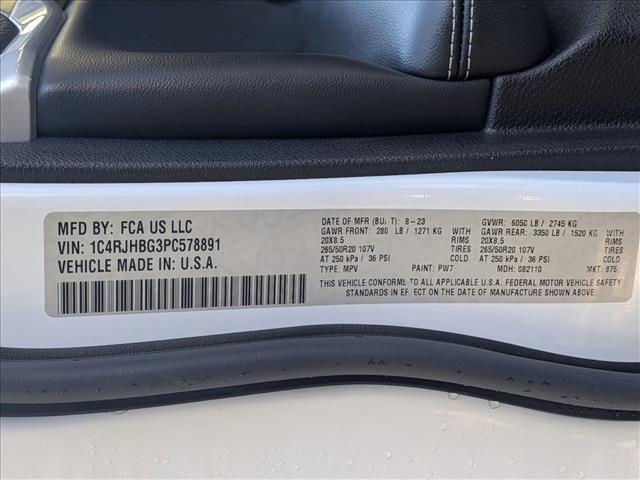 MFD BY: FCA US LLC
VIN: 1C4RJHBG3PC578891
VEHICLE MADE IN: U.S.A.
DATE OF MFR (BUILT) 8-23 GVWR: 6050 LB / 2745 KG
GAWR FRONT: 280 LB / 1271 KG WITH GAWR REAR: 3350 LB / 1520 KG WITH
20X8.5 RIMS 20X8.5 RIMS
265/50R20 107V TIRES 265/50R20 107V TIRES
AT 250 kPa / 36 PSI AT 250 kPa / 36 PSI
TYPE: MPV PAINT: PW7 MDH: 082110 MKT: 875
THIS VEHICLE CONFORMS TO ALL APPLICABLE U.S.A. FEDERAL MOTOR VEHICLE SAFETY
STANDARDS IN EFFECT ON THE DATE OF MANUFACTURE SHOWN ABOVE.